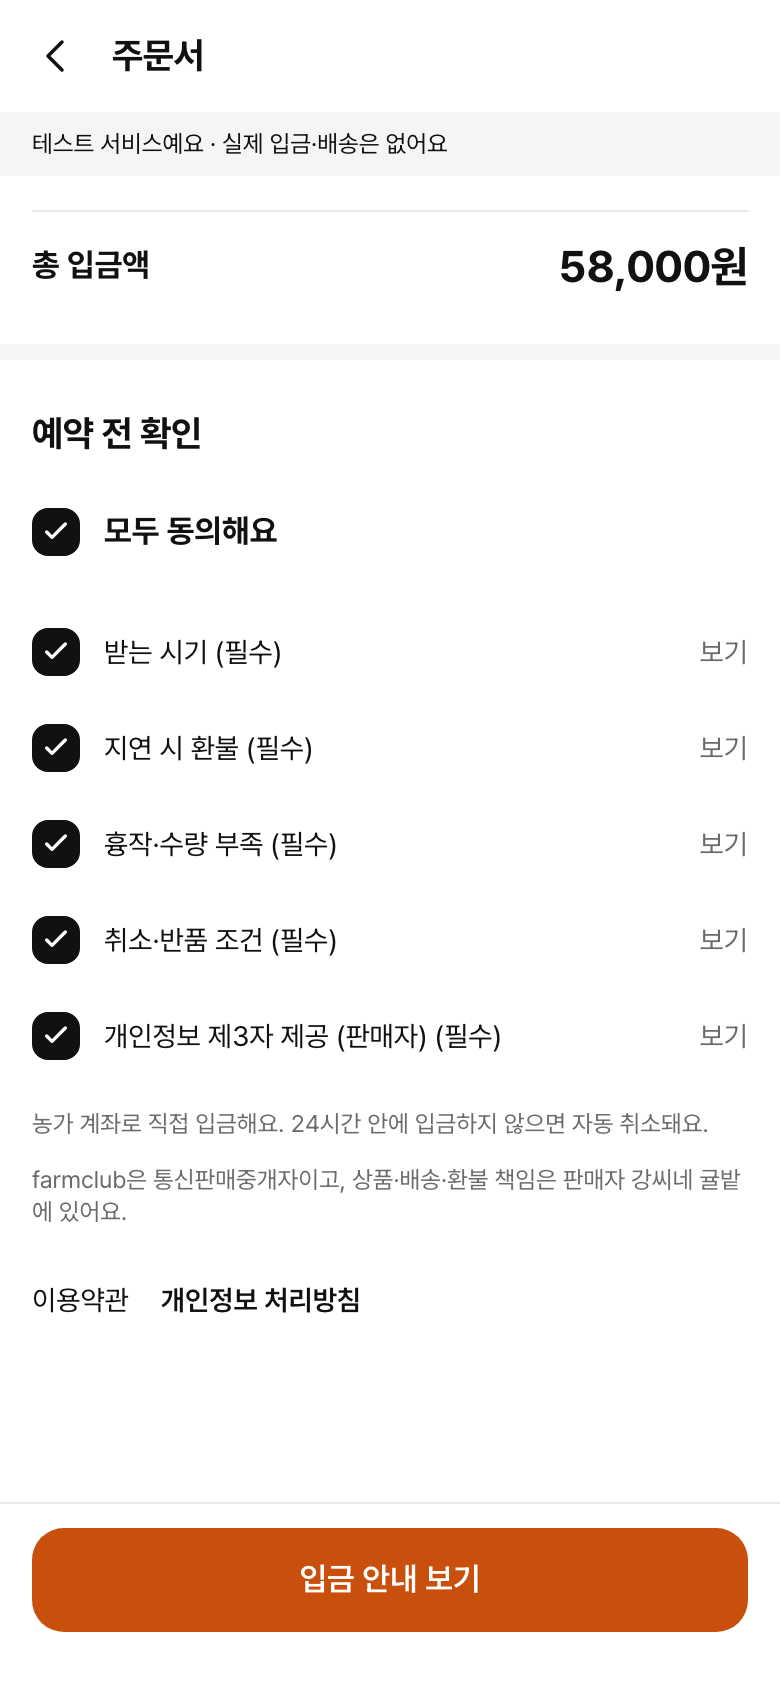 주문서
테스트 서비스예요 · 실제 입금·배송은 없어요
총 입금액 58,000원
예약 전 확인
모두 동의해요
받는 시기 (필수) 보기
지연 시 환불 (필수) 보기
흉작·수량 부족 (필수) 보기
취소·반품 조건 (필수) 보기
개인정보 제3자 제공 (판매자) (필수) 보기
농가 계좌로 직접 입금해요. 24시간 안에 입금하지 않으면 자동 취소돼요.
farmclub은 통신판매중개자이고, 상품·배송·환불 책임은 판매자 강씨네 귤밭
에 있어요.
이용약관 개인정보 처리방침
입금 안내 보기